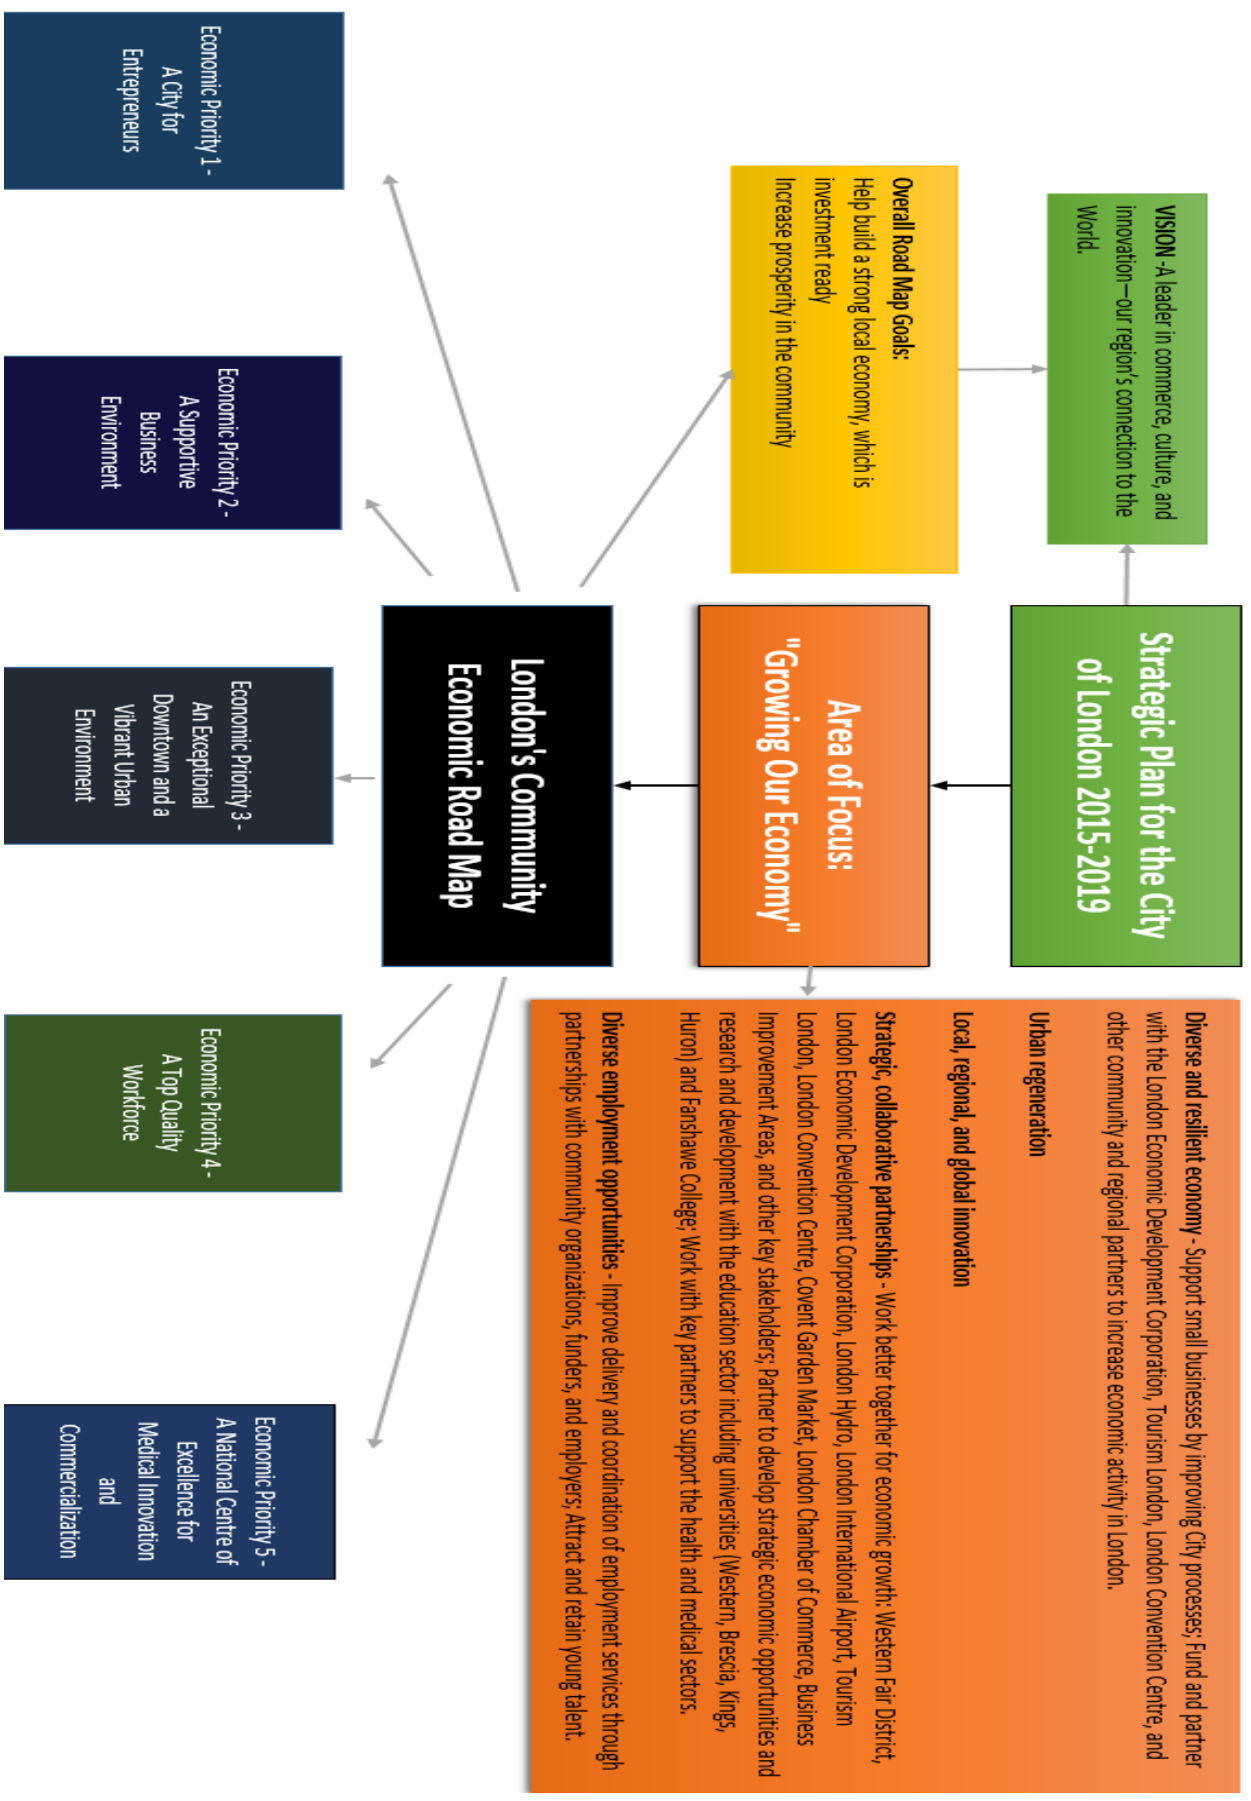 Strategic Plan for the City
of London 2015-2019
VISION -A leader in commerce, culture, and
innovation—our region's connection to the
World.
Area of Focus:
"Growing Our Economy"
Diverse and resilient economy - Support small businesses by improving City processes; Fund and partner
with the London Economic Development Corporation, Tourism London, London Convention Centre, and
other community and regional partners to increase economic activity in London.
Urban regeneration
Local, regional, and global innovation
Strategic, collaborative partnerships - Work better together for economic growth: Western Fair District,
London Economic Development Corporation, London Hydro, London International Airport, Tourism
London, London Convention Centre, Covent Garden Market, London Chamber of Commerce, Business
Improvement Areas, and other key stakeholders; Partner to develop strategic economic opportunities and
research and development with the education sector including universities (Western, Brescia, Kings,
Huron) and Fanshawe College; Work with key partners to support the health and medical sectors.
Diverse employment opportunities - Improve delivery and coordination of employment services through
partnerships with community organizations, funders, and employers; Attract and retain young talent.
Overall Road Map Goals:
Help build a strong local economy, which is
investment ready
Increase prosperity in the community
London's Community
Economic Road Map
Economic Priority 1 -
A City for
Entrepreneurs
Economic Priority 2 -
A Supportive
Business
Environment
Economic Priority 3 -
An Exceptional
Downtown and a
Vibrant Urban
Environment
Economic Priority 4 -
A Top Quality
Workforce
Economic Priority 5 -
A National Centre of
Excellence for
Medical Innovation
and
Commercialization